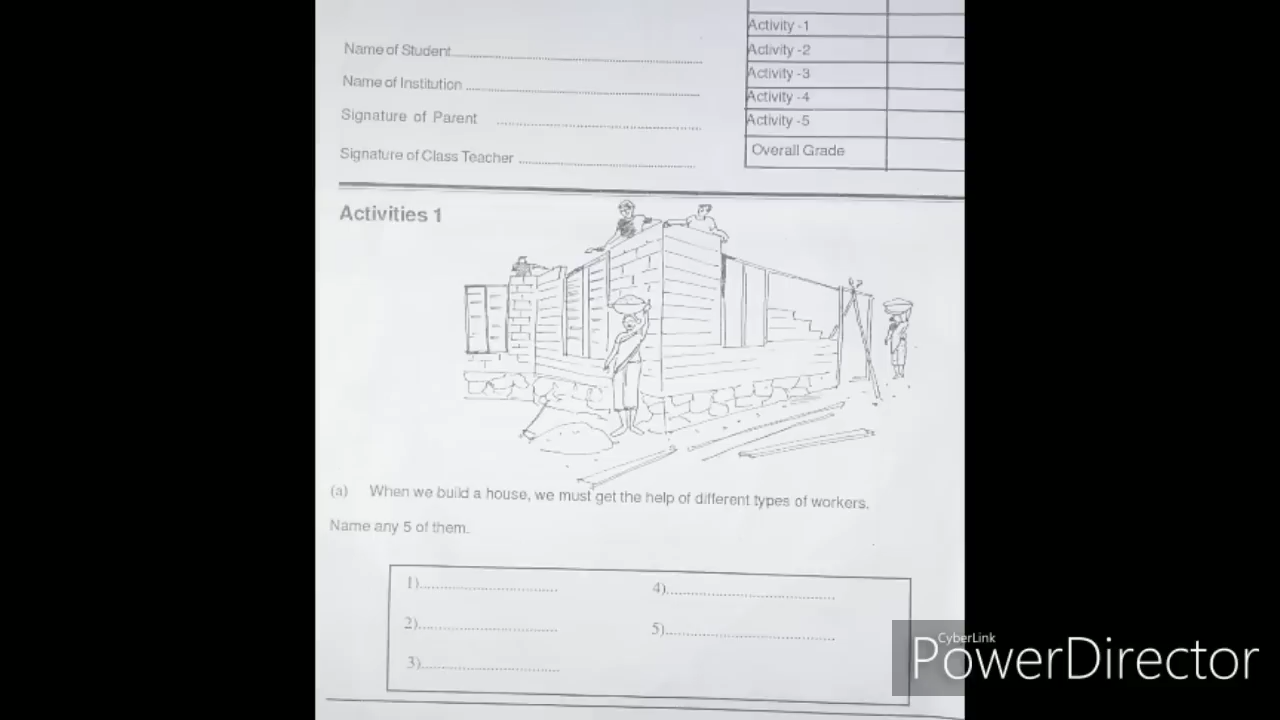 Name of Student
Name of Institution
Signature of Parent
Signature of Class Teacher
Activity -1
Activity -2
Activity -3
Activity -4
Activity -5
Overall Grade
Activities 1
(a) When we build a house, we must get the help of different types of workers.
Name any 5 of them.
1)
2)
3)
4)
5)
CyberLink
PowerDirector